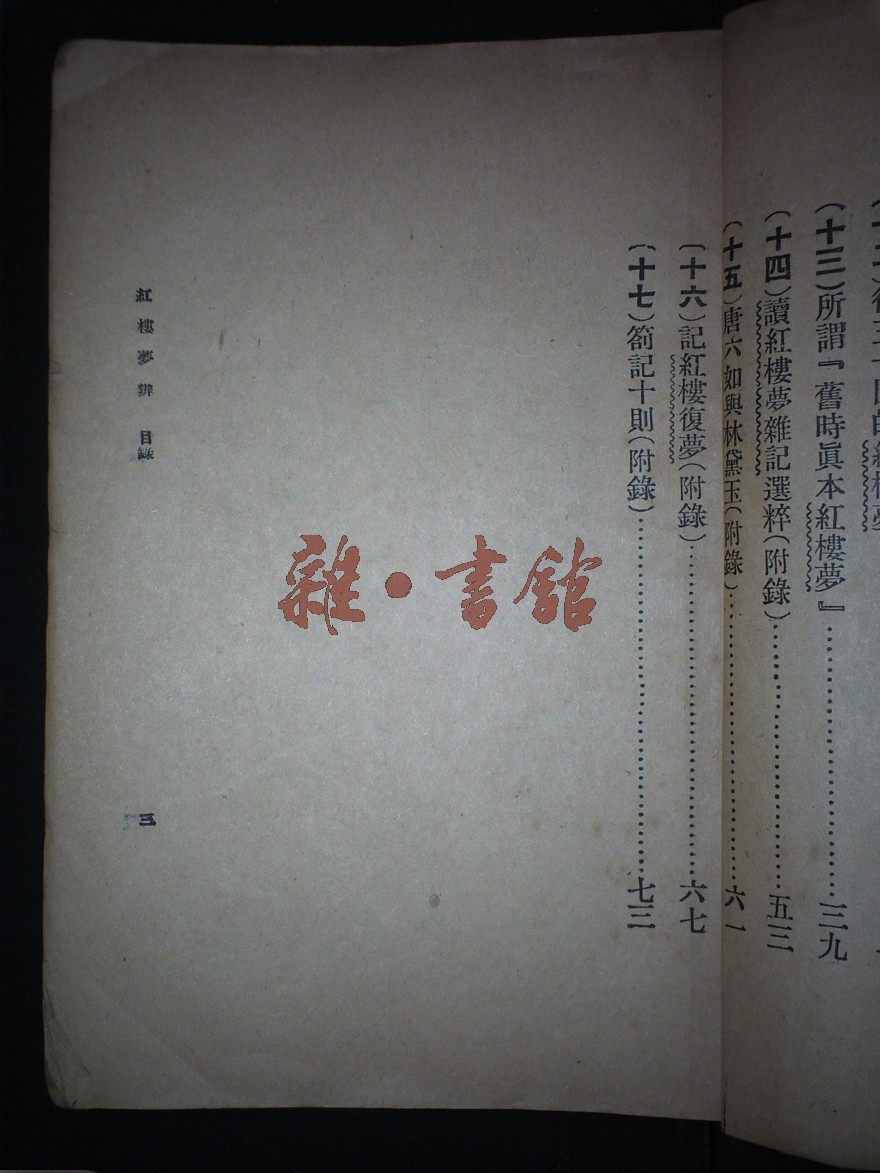 （十三）所謂『舊時眞本紅樓夢』……三九
（十四）讀紅樓夢雜記選粹（附錄）……五三
（十五）唐六如與林黛玉（附錄）……六一
（十六）記紅樓復夢（附錄）……六七
（十七）劄記十則（附錄）……七三
紅樓夢辨 目錄
三
雜·書館